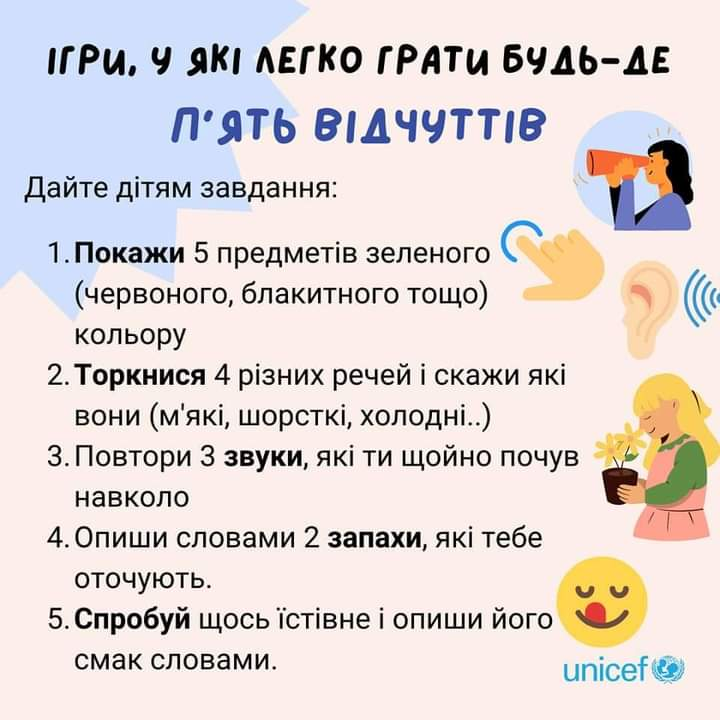 ІГРИ, У ЯКІ ЛЕГКО ГРАТИ БУДЬ-ДЕ
П'ЯТЬ ВІДЧУТТІВ
Дайте дітям завдання:
1. Покажи 5 предметів зеленого
(червоного, блакитного тощо)
кольору
2. Торкнися 4 різних речей і скажи які
вони (м'які, шорсткі, холодні..)
3. Повтори 3 звуки, які ти щойно почув
навколо
4. Опиши словами 2 запахи, які тебе
оточують.
5. Спробуй щось їстівне і опиши його
смак словами.
unicef